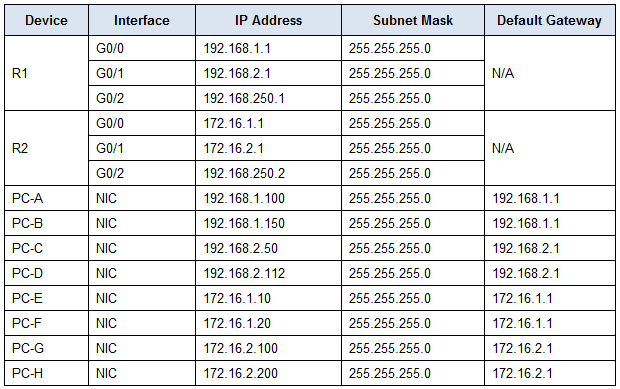 Device Interface IP Address Subnet Mask Default Gateway
R1 G0/0 192.168.1.1 255.255.255.0 N/A
G0/1 192.168.2.1 255.255.255.0
G0/2 192.168.250.1 255.255.255.0
R2 G0/0 172.16.1.1 255.255.255.0 N/A
G0/1 172.16.2.1 255.255.255.0
G0/2 192.168.250.2 255.255.255.0
PC-A NIC 192.168.1.100 255.255.255.0 192.168.1.1
PC-B NIC 192.168.1.150 255.255.255.0 192.168.1.1
PC-C NIC 192.168.2.50 255.255.255.0 192.168.2.1
PC-D NIC 192.168.2.112 255.255.255.0 192.168.2.1
PC-E NIC 172.16.1.10 255.255.255.0 172.16.1.1
PC-F NIC 172.16.1.20 255.255.255.0 172.16.1.1
PC-G NIC 172.16.2.100 255.255.255.0 172.16.2.1
PC-H NIC 172.16.2.200 255.255.255.0 172.16.2.1